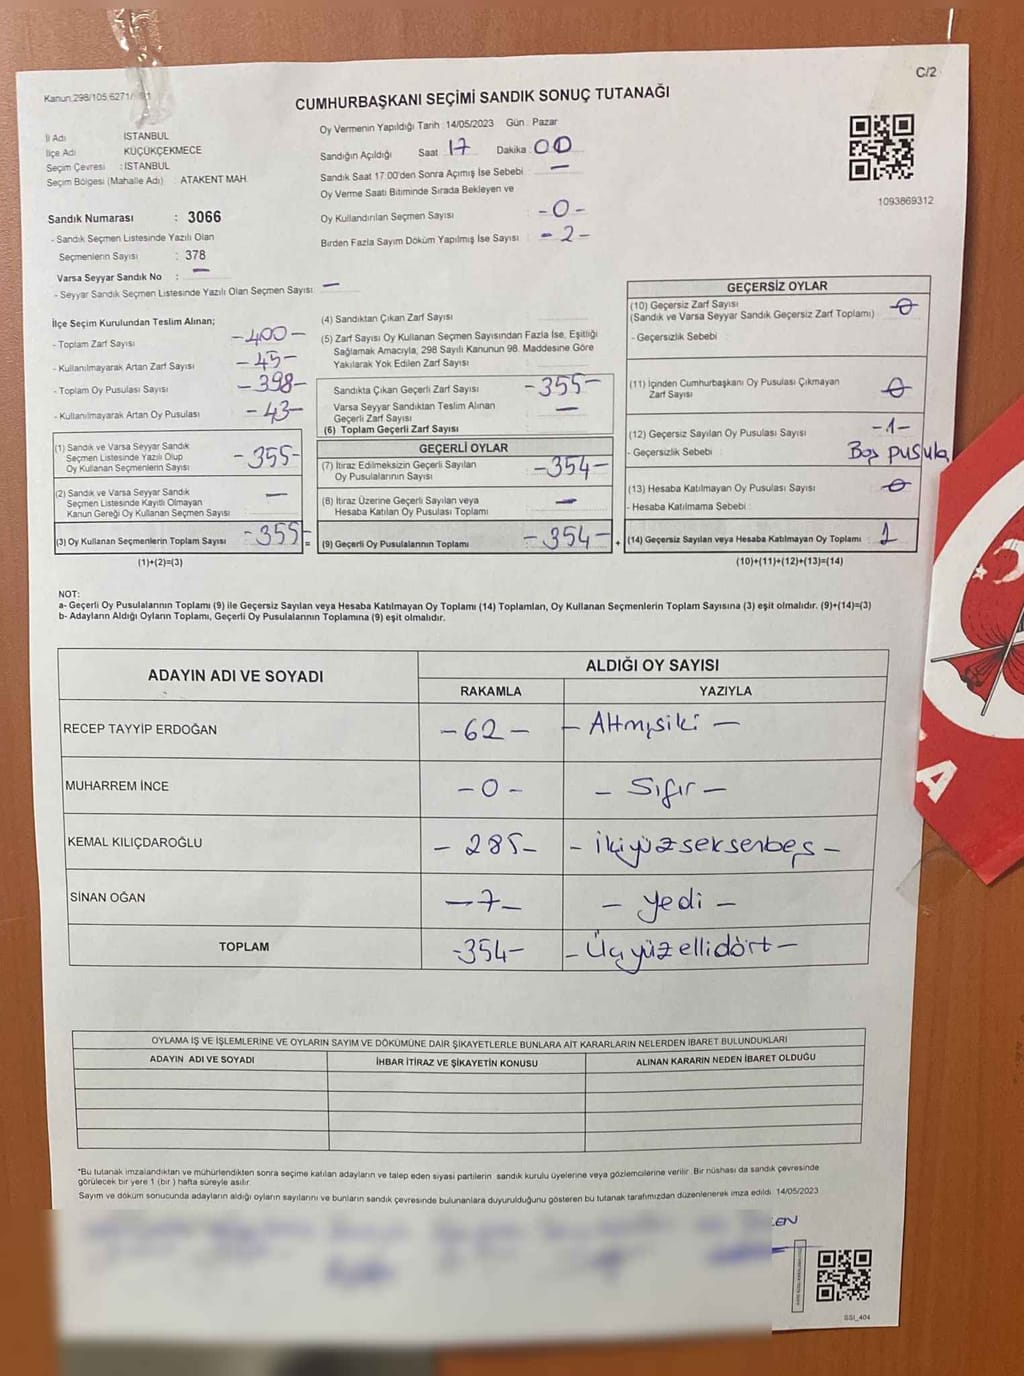 C/2
Kanun 298/105,6271/
CUMHURBAŞKANI SEÇİMİ SANDIK SONUÇ TUTANAĞI
İl Adı İSTANBUL
İlçe Adı KÜÇÜKÇEKMECE
Seçim Çevresi : İSTANBUL
Seçim Bölgesi (Mahalle Adı) : ATAKENT MAH.
Sandık Numarası : 3066
- Sandık Seçmen Listesinde Yazılı Olan
Seçmenlerin Sayısı : 378
Varsa Seyyar Sandık No : —
- Seyyar Sandık Seçmen Listesinde Yazılı Olan Seçmen Sayısı —
Oy Vermenin Yapıldığı Tarih : 14/05/2023 Gün : Pazar
Sandığın Açıldığı Saat 17 Dakika : 00
Sandık Saat 17:00'den Sonra Açımış İse Sebebi : —
Oy Verme Saati Bitiminde Sırada Bekleyen ve
Oy Kullandırılan Seçmen Sayısı : -0-
Birden Fazla Sayım Döküm Yapılmış İse Sayısı : -2-
1093869312
İlçe Seçim Kurulundan Teslim Alınan;
- Toplam Zarf Sayısı -400-
- Kullanılmayarak Artan Zarf Sayısı -45-
- Toplam Oy Pusulası Sayısı -398-
- Kullanılmayarak Artan Oy Pusulası -43-
(1) Sandık ve Varsa Seyyar Sandık
Seçmen Listesinde Yazılı Olup
Oy Kullanan Seçmenlerin Sayısı -355-
(2) Sandık ve Varsa Seyyar Sandık
Seçmen Listesinde Kayıtlı Olmayan
Kanun Gereği Oy Kullanan Seçmen Sayısı : —
(3) Oy Kullanan Seçmenlerin Toplam Sayısı -355- =
(1)+(2)=(3)
(4) Sandıktan Çıkan Zarf Sayısı
(5) Zarf Sayısı Oy Kullanan Seçmen Sayısından Fazla İse, Eşitliği
Sağlamak Amacıyla; 298 Sayılı Kanunun 98. Maddesine Göre
Yakılarak Yok Edilen Zarf Sayısı
Sandıkta Çıkan Geçerli Zarf Sayısı -355-
Varsa Seyyar Sandıktan Teslim Alınan
Geçerli Zarf Sayısı —
(6) Toplam Geçerli Zarf Sayısı
GEÇERLİ OYLAR
(7) İtiraz Edilmeksizin Geçerli Sayılan
Oy Pusulalarının Sayısı -354-
(8) İtiraz Üzerine Geçerli Sayılan veya
Hesaba Katılan Oy Pusulası Toplamı —
(9) Geçerli Oy Pusulalarının Toplamı -354- +
GEÇERSİZ OYLAR
(10) Geçersiz Zarf Sayısı
(Sandık ve Varsa Seyyar Sandık Geçersiz Zarf Toplamı) : 0
- Geçersizlik Sebebi :
(11) İçinden Cumhurbaşkanı Oy Pusulası Çıkmayan
Zarf Sayısı 0
(12) Geçersiz Sayılan Oy Pusulası Sayısı : -1-
- Geçersizlik Sebebi : Boş pusula
(13) Hesaba Katılmayan Oy Pusulası Sayısı : 0
- Hesaba Katılmama Sebebi :
(14) Geçersiz Sayılan veya Hesaba Katılmayan Oy Toplamı : 1
(10)+(11)+(12)+(13)=(14)
NOT:
a- Geçerli Oy Pusulalarının Toplamı (9) ile Geçersiz Sayılan veya Hesaba Katılmayan Oy Toplamı (14) Toplamları, Oy Kullanan Seçmenlerin Toplam Sayısına (3) eşit olmalıdır. (9)+(14)=(3)
b- Adayların Aldığı Oyların Toplamı, Geçerli Oy Pusulalarının Toplamına (9) eşit olmalıdır.
ADAYIN ADI VE SOYADI
ALDIĞI OY SAYISI
RAKAMLA YAZIYLA
RECEP TAYYİP ERDOĞAN -62- - Altmışiki -
MUHARREM İNCE -0- - Sıfır -
KEMAL KILIÇDAROĞLU - 285- - ikiyüzseksenbeş -
SİNAN OĞAN -7- - yedi -
TOPLAM -354- - Üçyüzellidört -
OYLAMA İŞ VE İŞLEMLERİNE VE OYLARIN SAYIM VE DÖKÜMÜNE DAİR ŞİKAYETLERLE BUNLARA AİT KARARLARIN NELERDEN İBARET BULUNDUKLARI
ADAYIN ADI VE SOYADI İHBAR İTİRAZ VE ŞİKAYETİN KONUSU ALINAN KARARIN NEDEN İBARET OLDUĞU
*Bu tutanak imzalandıktan ve mühürlendikten sonra seçime katılan adayların ve talep eden siyasi partilerin sandık kurulu üyelerine veya gözlemcilerine verilir. Bir nüshası da sandık çevresinde
görülecek bir yere 1 (bir) hafta süreyle asılır.
Sayım ve döküm sonucunda adayların aldığı oyların sayılarını ve bunların sandık çevresinde bulunanlara duyurulduğunu gösteren bu tutanak tarafımızdan düzenlenerek imza edildi. 14/05/2023
SSI_404
A